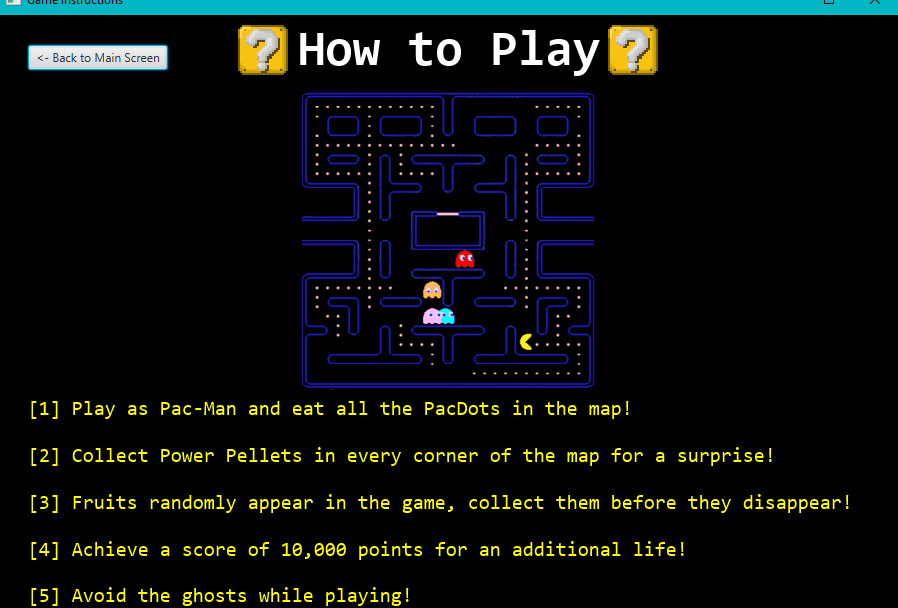 Game Instructions
<- Back to Main Screen
? How to Play ?
[1] Play as Pac-Man and eat all the PacDots in the map!
[2] Collect Power Pellets in every corner of the map for a surprise!
[3] Fruits randomly appear in the game, collect them before they disappear!
[4] Achieve a score of 10,000 points for an additional life!
[5] Avoid the ghosts while playing!